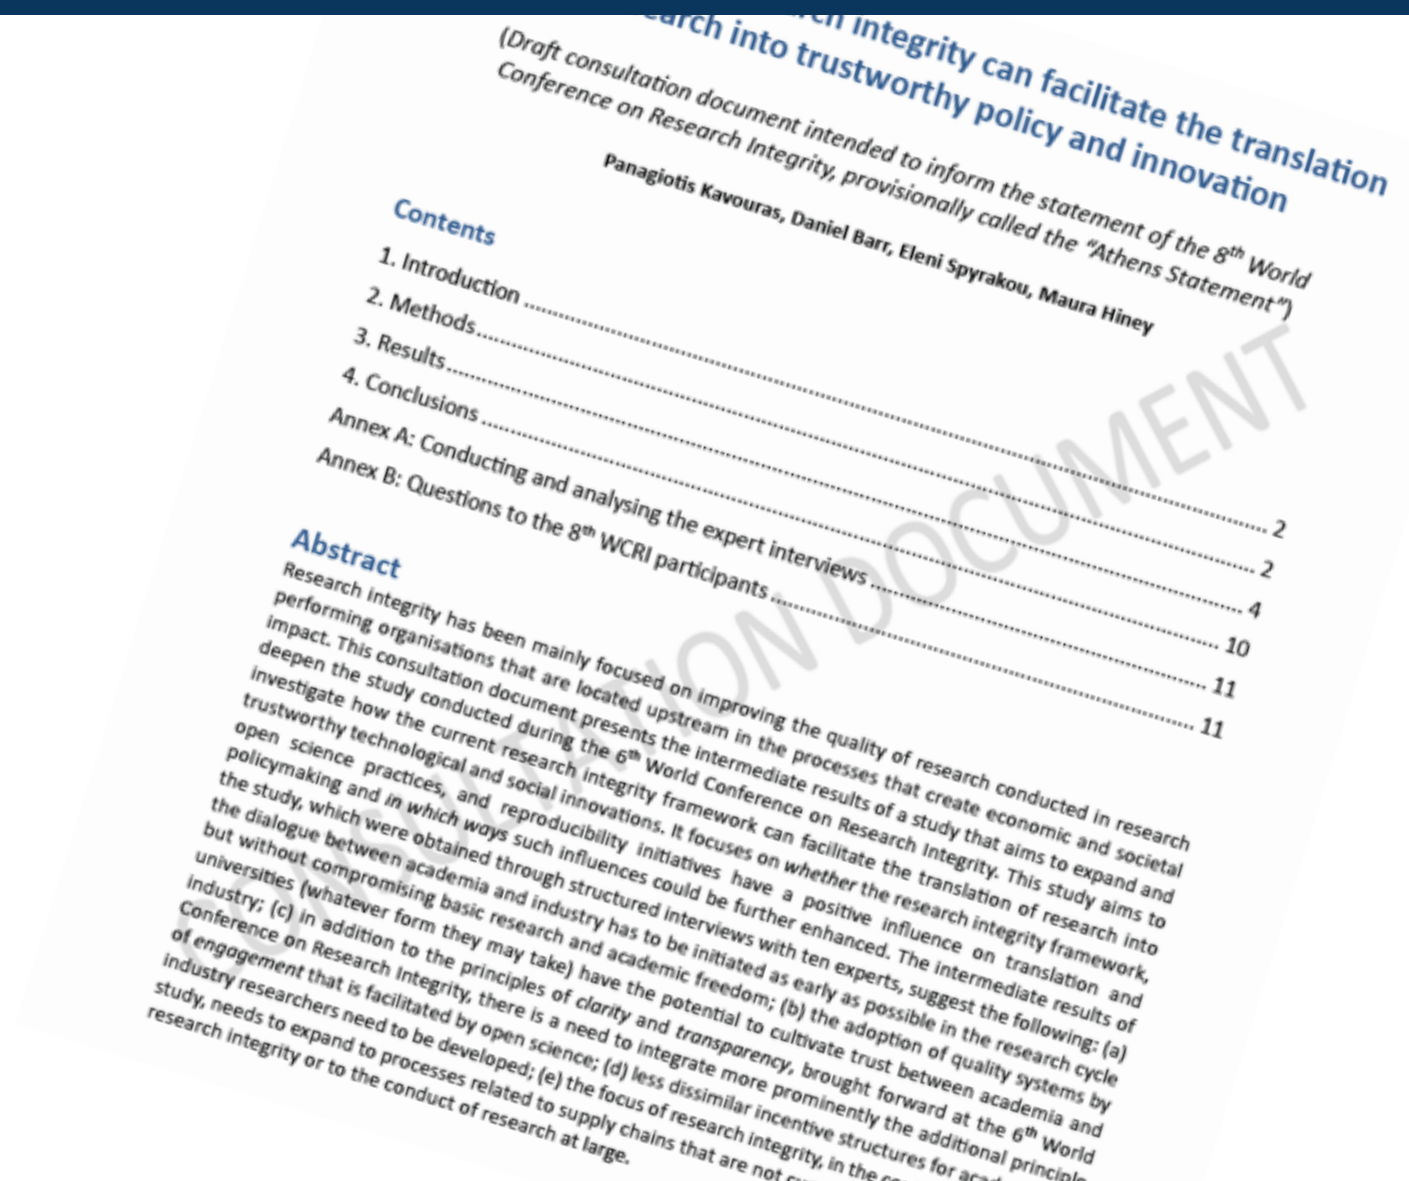 integrity can facilitate the translation
into trustworthy policy and innovation
(Draft consultation document intended to inform the statement of the 8th World
Conference on Research Integrity, provisionally called the “Athens Statement”)
Panagiotis Kavouras, Daniel Barr, Eleni Spyrakou, Maura Hiney
Contents
1. Introduction ........ 2
2. Methods ........ 2
3. Results ........ 4
4. Conclusions ........ 10
Annex A: Conducting and analysing the expert interviews ........ 11
Annex B: Questions to the 8th WCRI participants ........ 11
Abstract
Research integrity has been mainly focused on improving the quality of research conducted in research
performing organisations that are located upstream in the processes that create economic and societal
impact. This consultation document presents the intermediate results of a study that aims to expand and
deepen the study conducted during the 6th World Conference on Research Integrity. This study aims to
investigate how the current research integrity framework can facilitate the translation of research into
trustworthy technological and social innovations. It focuses on whether the research integrity framework,
open science practices, and reproducibility initiatives have a positive influence on translation and
policymaking and in which ways such influences could be further enhanced. The intermediate results of
the study, which were obtained through structured interviews with ten experts, suggest the following: (a)
the dialogue between academia and industry has to be initiated as early as possible in the research cycle
but without compromising basic research and academic freedom; (b) the adoption of quality systems by
universities (whatever form they may take) have the potential to cultivate trust between academia and
industry; (c) in addition to the principles of clarity and transparency, brought forward at the 6th World
Conference on Research Integrity, there is a need to integrate more prominently the additional principle
of engagement that is facilitated by open science; (d) less dissimilar incentive structures for
industry researchers need to be developed; (e) the focus of research integrity, in the
study, needs to expand to processes related to supply chains that are not
research integrity or to the conduct of research at large.
CONSULTATION DOCUMENT